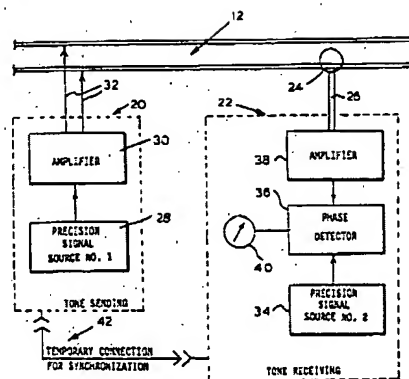 12
32
24
26
20
22
AMPLIFIER
30
AMPLIFIER
38
36
PHASE
DETECTOR
PRECISION
SIGNAL
SOURCE NO. 1
28
40
PRECISION
SIGNAL
SOURCE NO. 2
34
TONE SENDING
42
TEMPORARY CONNECTION
FOR SYNCHRONIZATION
TONE RECEIVING